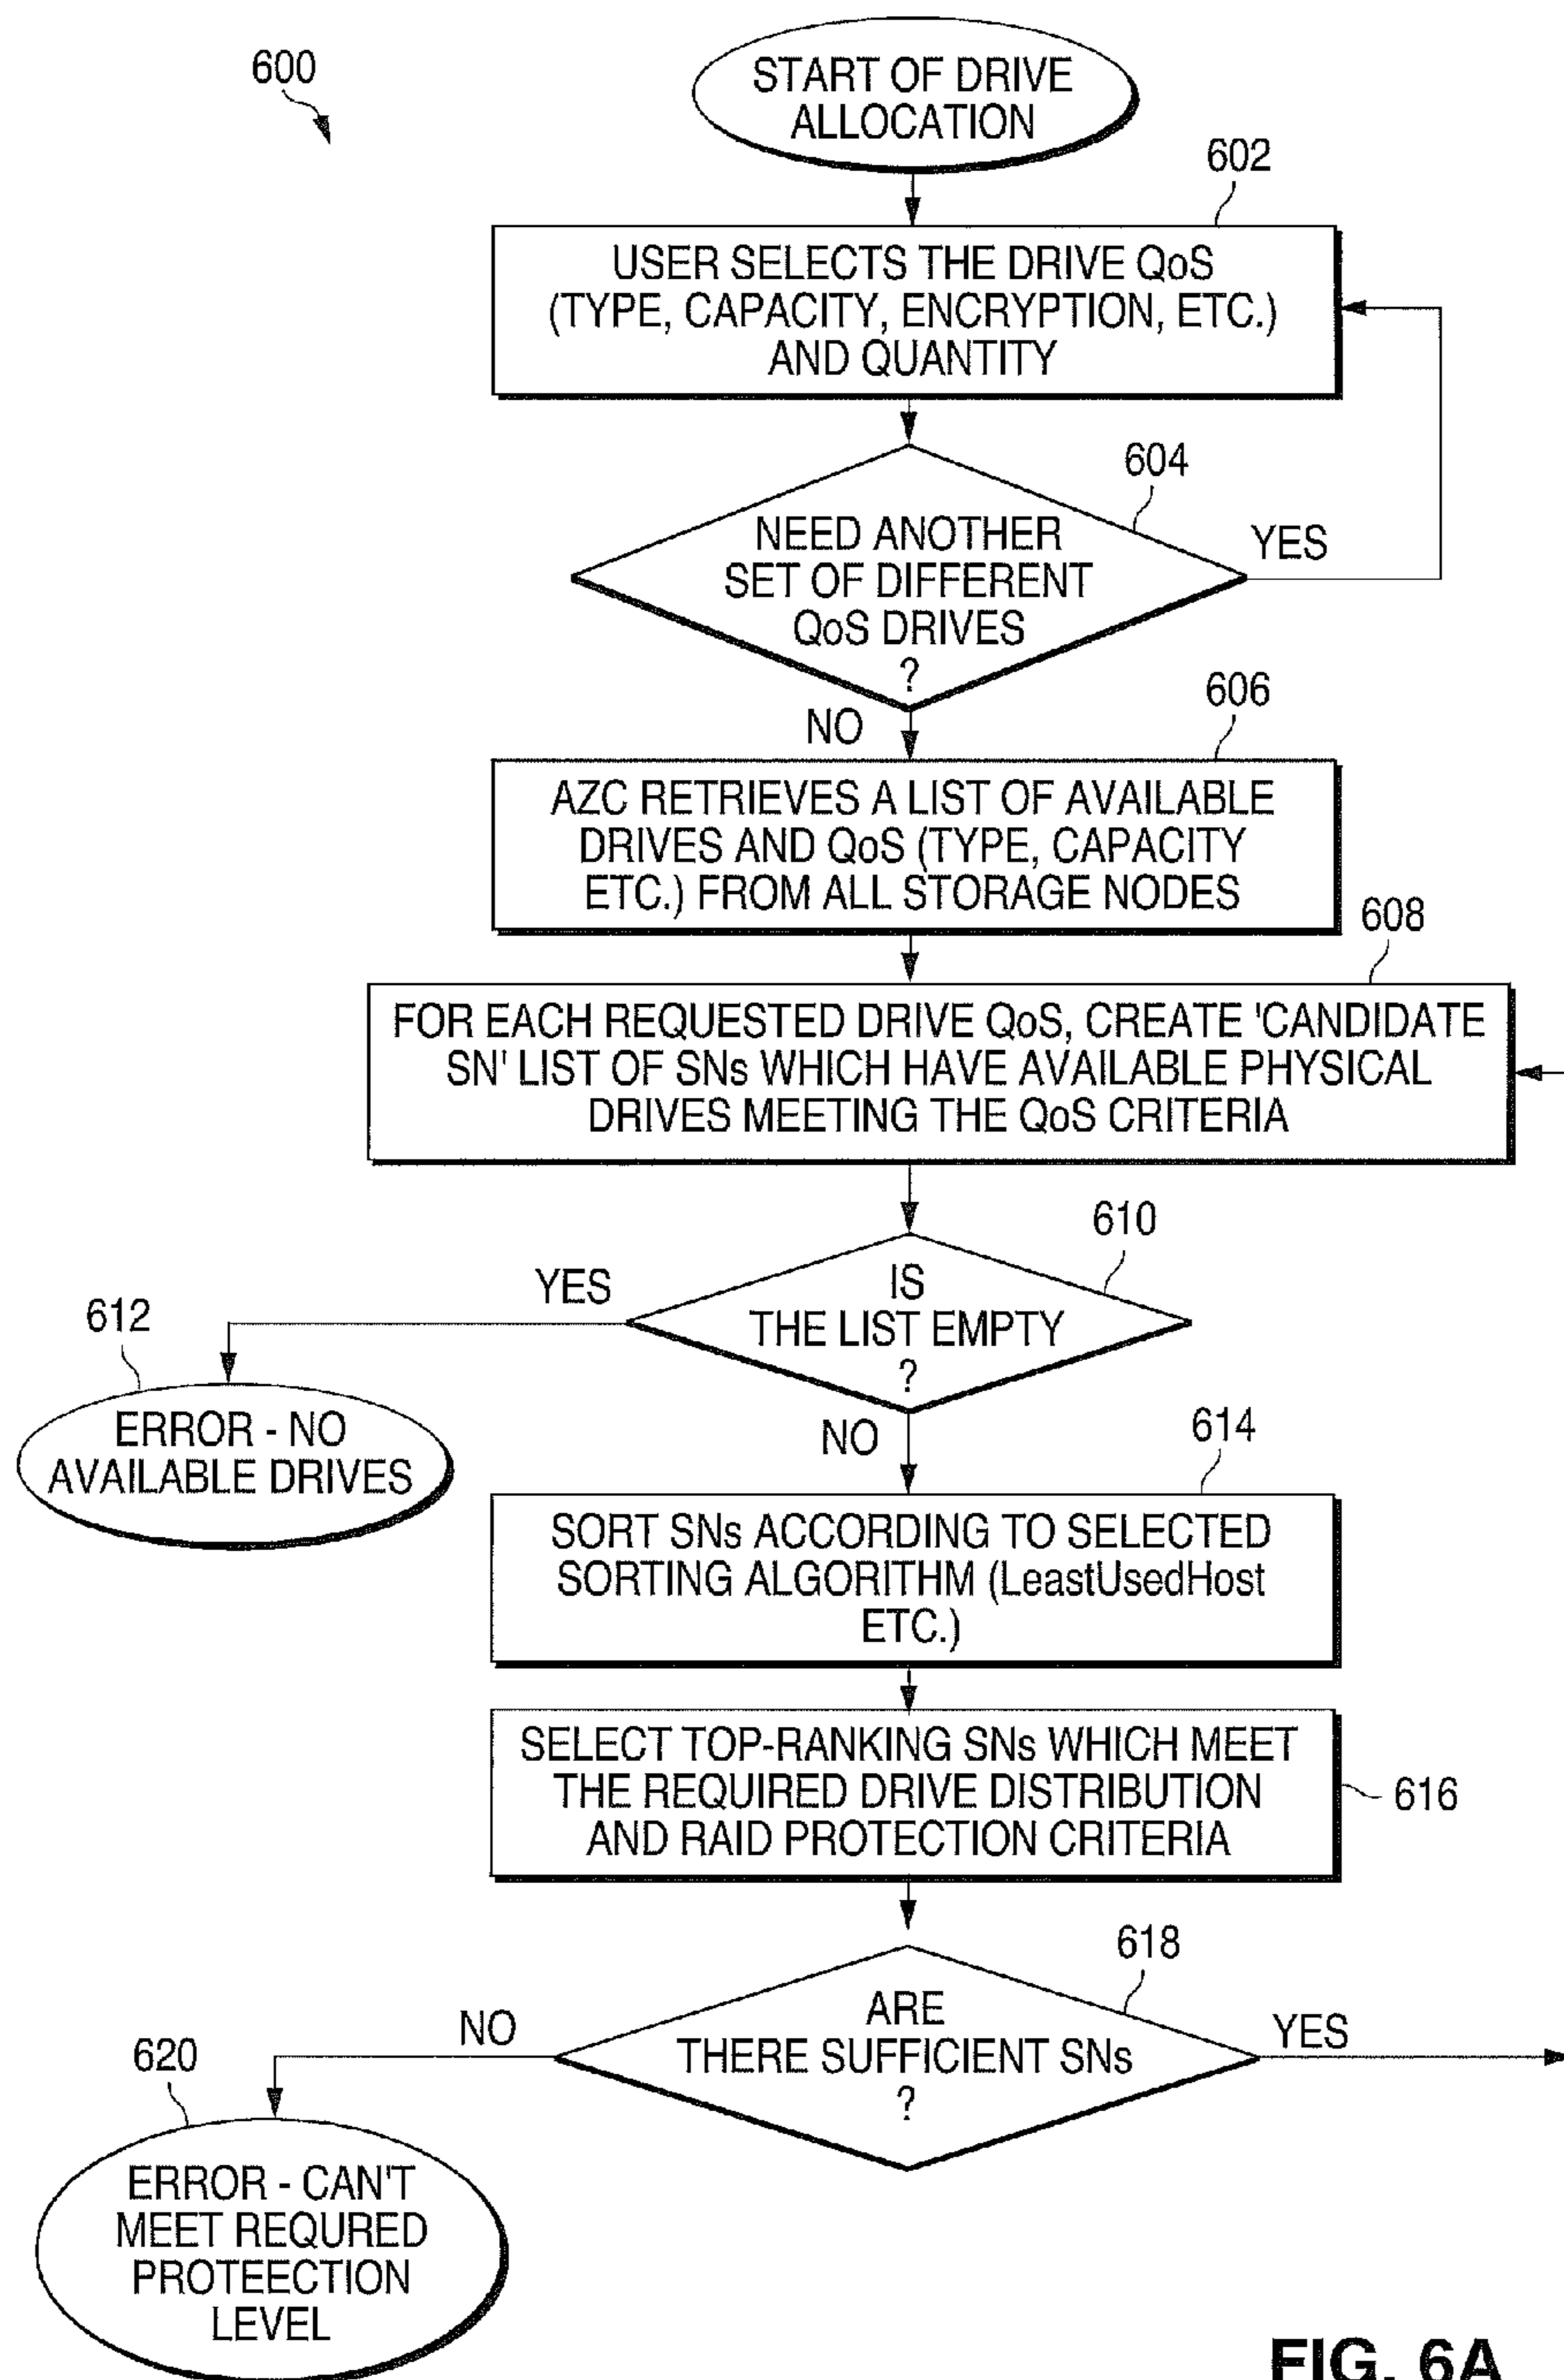 600
START OF DRIVE
ALLOCATION
602
USER SELECTS THE DRIVE QoS
(TYPE, CAPACITY, ENCRYPTION, ETC.)
AND QUANTITY
604
NEED ANOTHER
SET OF DIFFERENT
QoS DRIVES
?
YES
NO
606
AZC RETRIEVES A LIST OF AVAILABLE
DRIVES AND QoS (TYPE, CAPACITY
ETC.) FROM ALL STORAGE NODES
608
FOR EACH REQUESTED DRIVE QoS, CREATE 'CANDIDATE
SN' LIST OF SNs WHICH HAVE AVAILABLE PHYSICAL
DRIVES MEETING THE QoS CRITERIA
610
IS
THE LIST EMPTY
?
YES
612
ERROR - NO
AVAILABLE DRIVES
NO
614
SORT SNs ACCORDING TO SELECTED
SORTING ALGORITHM (LeastUsedHost
ETC.)
SELECT TOP-RANKING SNs WHICH MEET
THE REQUIRED DRIVE DISTRIBUTION
AND RAID PROTECTION CRITERIA
616
618
ARE
THERE SUFFICIENT SNs
?
NO
YES
620
ERROR - CAN'T
MEET REQURED
PROTEECTION
LEVEL
FIG. 6A